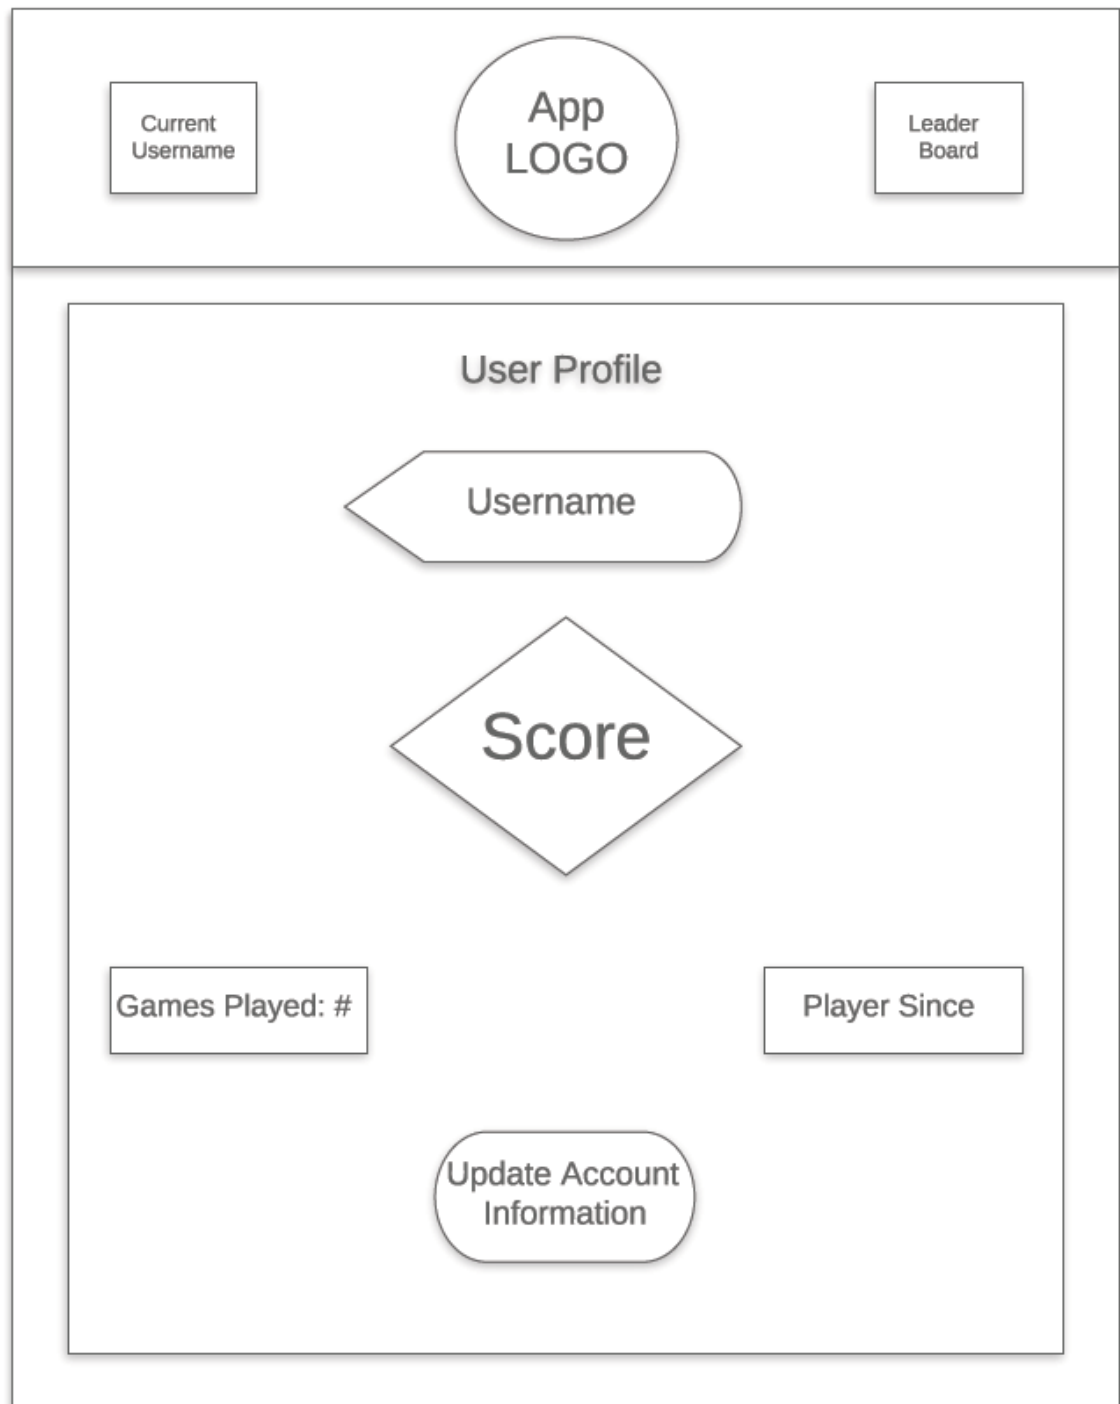 Current
Username
App
LOGO
Leader
Board
User Profile
Username
Score
Games Played: #
Player Since
Update Account
Information